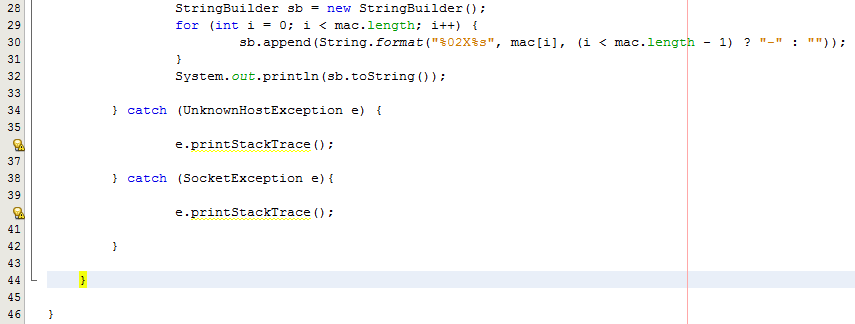 28 StringBuilder sb = new StringBuilder();
29 for (int i = 0; i < mac.length; i++) {
30 sb.append(String.format("%02X%s", mac[i], (i < mac.length - 1) ? "-" : ""));
31 }
32 System.out.println(sb.toString());
33
34 } catch (UnknownHostException e) {
35
e.printStackTrace();
37
38 } catch (SocketException e){
39
e.printStackTrace();
41
42 }
43
44 }
45
46 }